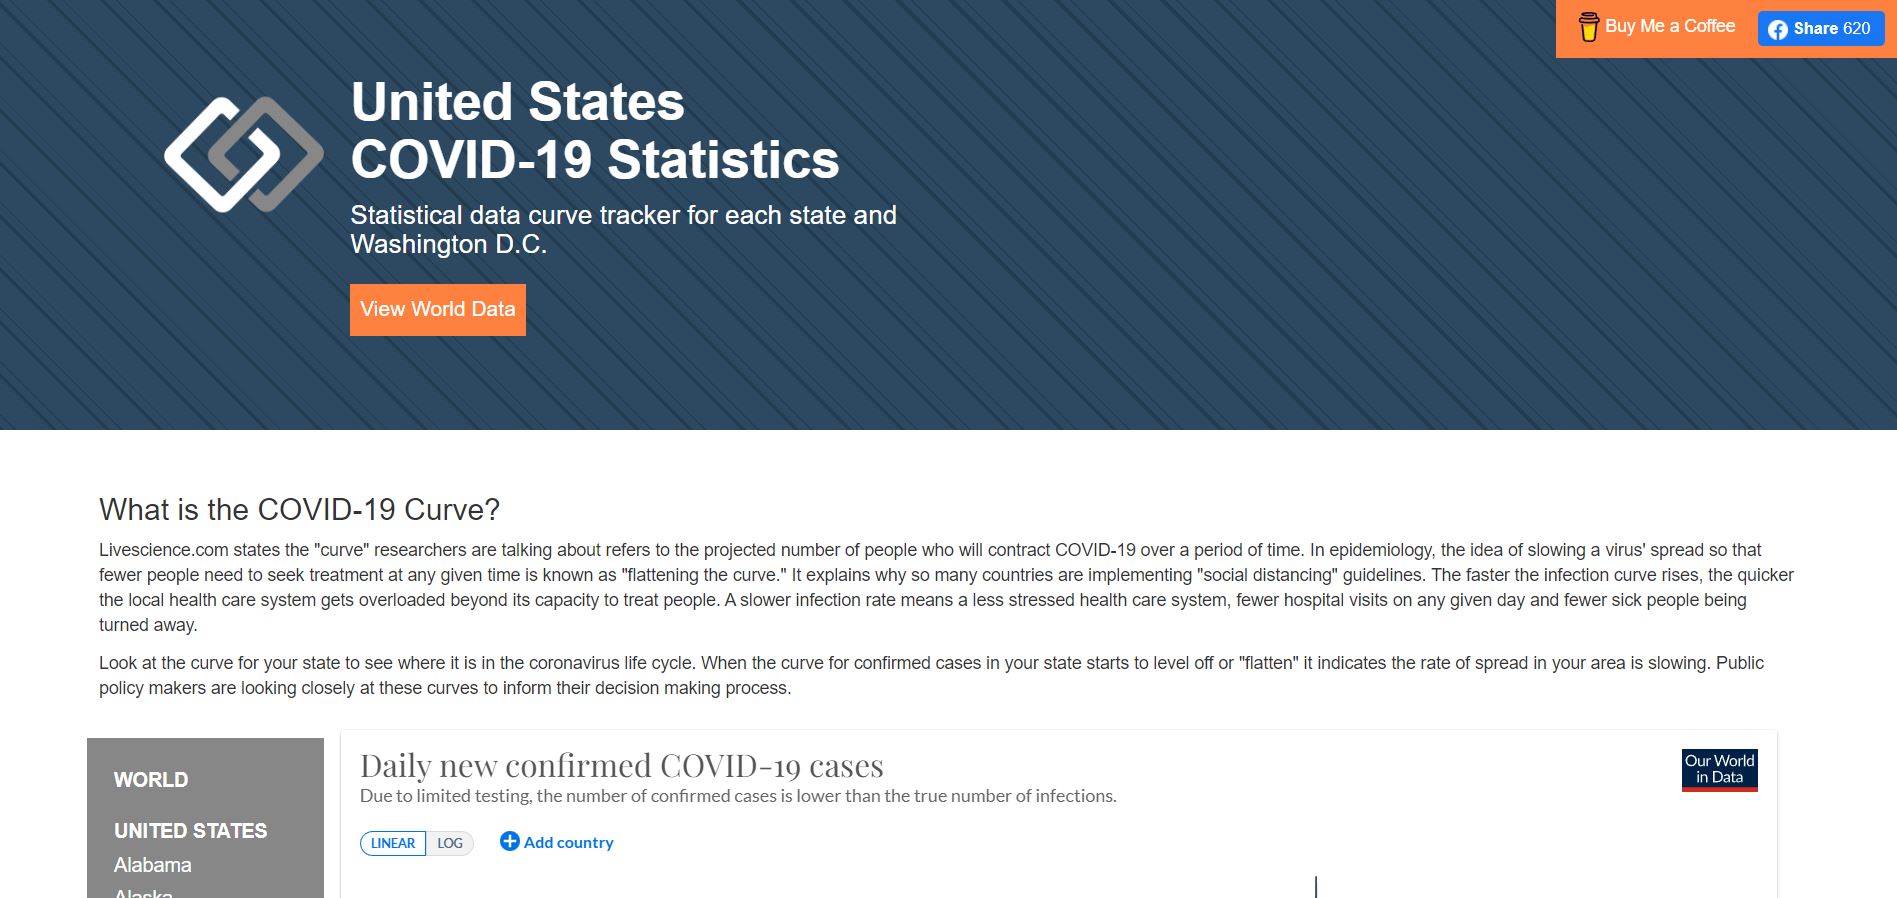 Buy Me a Coffee
Share 620
United States
COVID-19 Statistics
Statistical data curve tracker for each state and
Washington D.C.
View World Data
What is the COVID-19 Curve?
Livescience.com states the "curve" researchers are talking about refers to the projected number of people who will contract COVID-19 over a period of time. In epidemiology, the idea of slowing a virus' spread so that
fewer people need to seek treatment at any given time is known as "flattening the curve." It explains why so many countries are implementing "social distancing" guidelines. The faster the infection curve rises, the quicker
the local health care system gets overloaded beyond its capacity to treat people. A slower infection rate means a less stressed health care system, fewer hospital visits on any given day and fewer sick people being
turned away.
Look at the curve for your state to see where it is in the coronavirus life cycle. When the curve for confirmed cases in your state starts to level off or "flatten" it indicates the rate of spread in your area is slowing. Public
policy makers are looking closely at these curves to inform their decision making process.
WORLD
UNITED STATES
Alabama
Alaska
Daily new confirmed COVID-19 cases
Due to limited testing, the number of confirmed cases is lower than the true number of infections.
Our World
in Data
LINEAR LOG
Add country